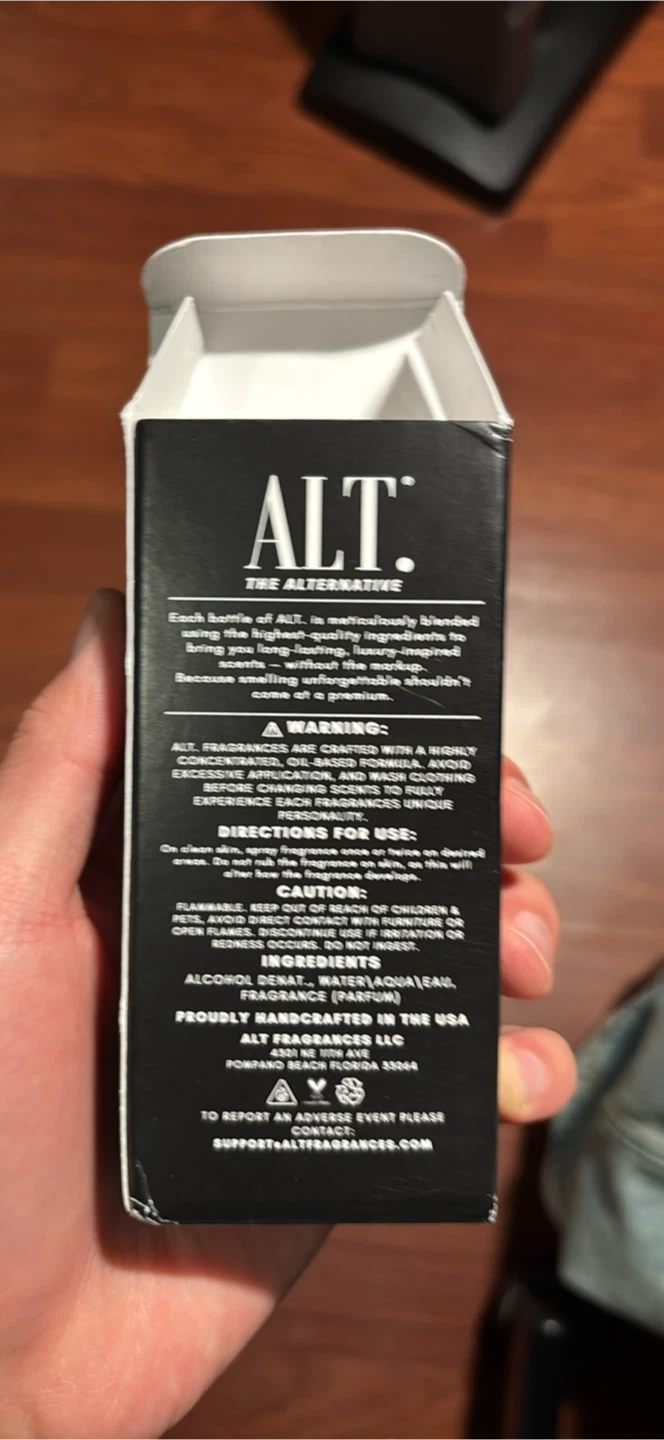 ALT.
THE ALTERNATIVE
Each bottle of ALT. is meticulously blended
using the highest-quality ingredients to
bring you long-lasting, luxury-inspired
scents — without the markup.
Because smelling unforgettable shouldn't
come at a premium.
WARNING:
ALT. FRAGRANCES ARE CRAFTED WITH A HIGHLY
CONCENTRATED, OIL-BASED FORMULA. AVOID
EXCESSIVE APPLICATION, AND WASH CLOTHING
BEFORE CHANGING SCENTS TO FULLY
EXPERIENCE EACH FRAGRANCES UNIQUE
PERSONALITY.
DIRECTIONS FOR USE:
On clean skin, spray fragrance once or twice on desired
areas. Do not rub the fragrance on skin, as this will
alter how the fragrance develops.
CAUTION:
FLAMMABLE. KEEP OUT OF REACH OF CHILDREN &
PETS, AVOID DIRECT CONTACT WITH FURNITURE OR
OPEN FLAMES. DISCONTINUE USE IF IRRITATION OR
REDNESS OCCURS. DO NOT INGEST.
INGREDIENTS
ALCOHOL DENAT., WATER\AQUA\EAU,
FRAGRANCE (PARFUM)
PROUDLY HANDCRAFTED IN THE USA
ALT FRAGRANCES LLC
4301 NE 11TH AVE
POMPANO BEACH FLORIDA 33064
TO REPORT AN ADVERSE EVENT PLEASE
CONTACT:
SUPPORT@ALTFRAGRANCES.COM